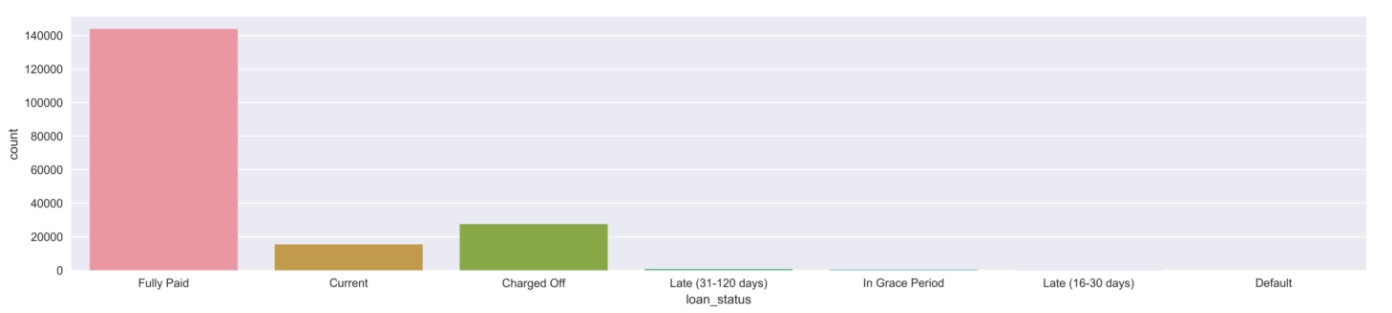 140000
120000
100000
80000
60000
40000
20000
0
count
Fully Paid
Current
Charged Off
Late (31-120 days)
In Grace Period
Late (16-30 days)
Default
loan_status